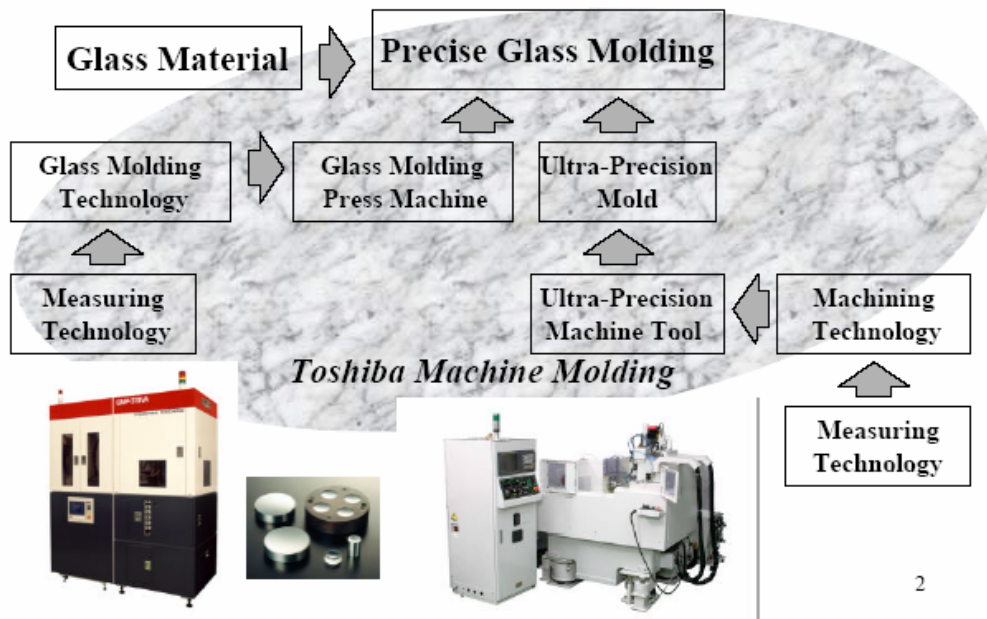 Glass Material
Precise Glass Molding
Glass Molding
Technology
Glass Molding
Press Machine
Ultra-Precision
Mold
Measuring
Technology
Ultra-Precision
Machine Tool
Machining
Technology
Toshiba Machine Molding
Measuring
Technology
2